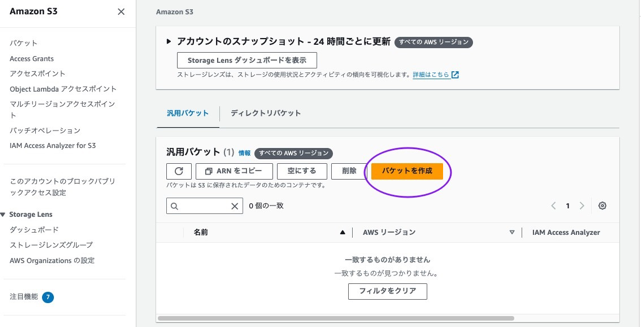 Amazon S3
バケット
Access Grants
アクセスポイント
Object Lambda アクセスポイント
マルチリージョンアクセスポイン
ト
バッチオペレーション
IAM Access Analyzer for S3
このアカウントのブロックパブリ
ックアクセス設定
Storage Lens
ダッシュボード
ストレージレンズグループ
AWS Organizations の設定
注目機能 7
Amazon S3
アカウントのスナップショット - 24 時間ごとに更新 すべての AWS リージョン
Storage Lens ダッシュボードを表示
ストレージレンズは、ストレージの使用状況とアクティビティの傾向を可視化します。詳細はこちら
汎用バケット ディレクトリバケット
汎用バケット (1) 情報 すべての AWS リージョン
ARN をコピー 空にする 削除 バケットを作成
バケットは S3 に保存されたデータのためのコンテナです。
0 個の一致 1
名前 AWS リージョン IAM Access Analyzer
一致するものがありません
一致するものが見つかりません。
フィルタをクリア